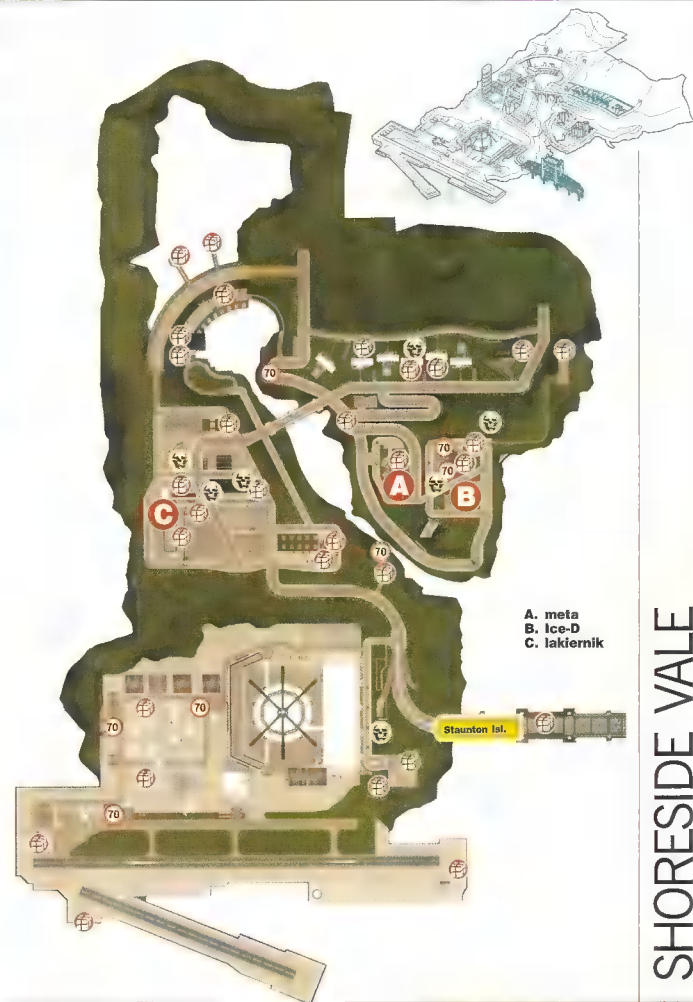 70
70
70
A
B
C
70
A. meta
B. Ice-D
C. lakiernik
70
70
Staunton Isl.
70
SHORESIDE VALE